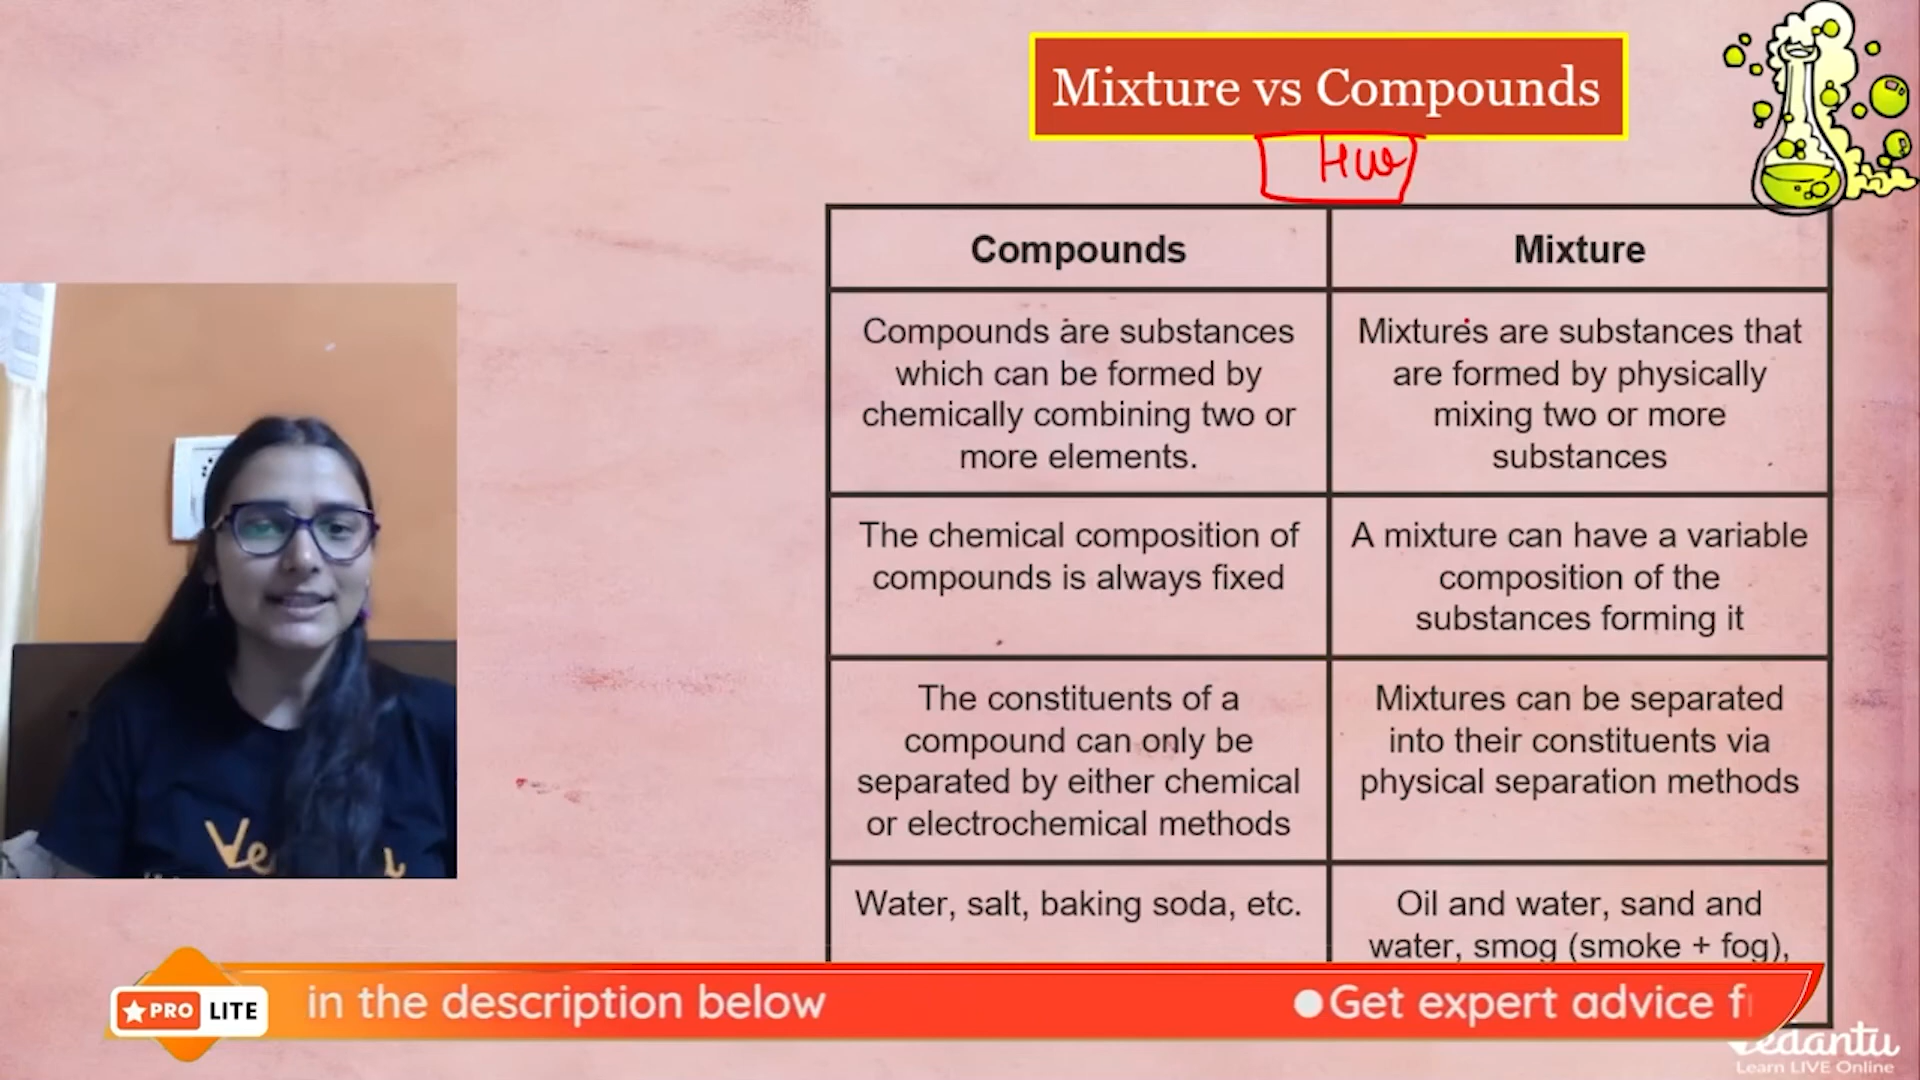 Mixture vs Compounds
HW
Compounds
Mixture
Compounds are substances
which can be formed by
chemically combining two or
more elements.
Mixtures are substances that
are formed by physically
mixing two or more
substances
The chemical composition of
compounds is always fixed
A mixture can have a variable
composition of the
substances forming it
The constituents of a
compound can only be
separated by either chemical
or electrochemical methods
Mixtures can be separated
into their constituents via
physical separation methods
Water, salt, baking soda, etc.
Oil and water, sand and
water, smog (smoke + fog),
PRO LITE
in the description below
●Get expert advice
Vedantu
Learn LIVE Online